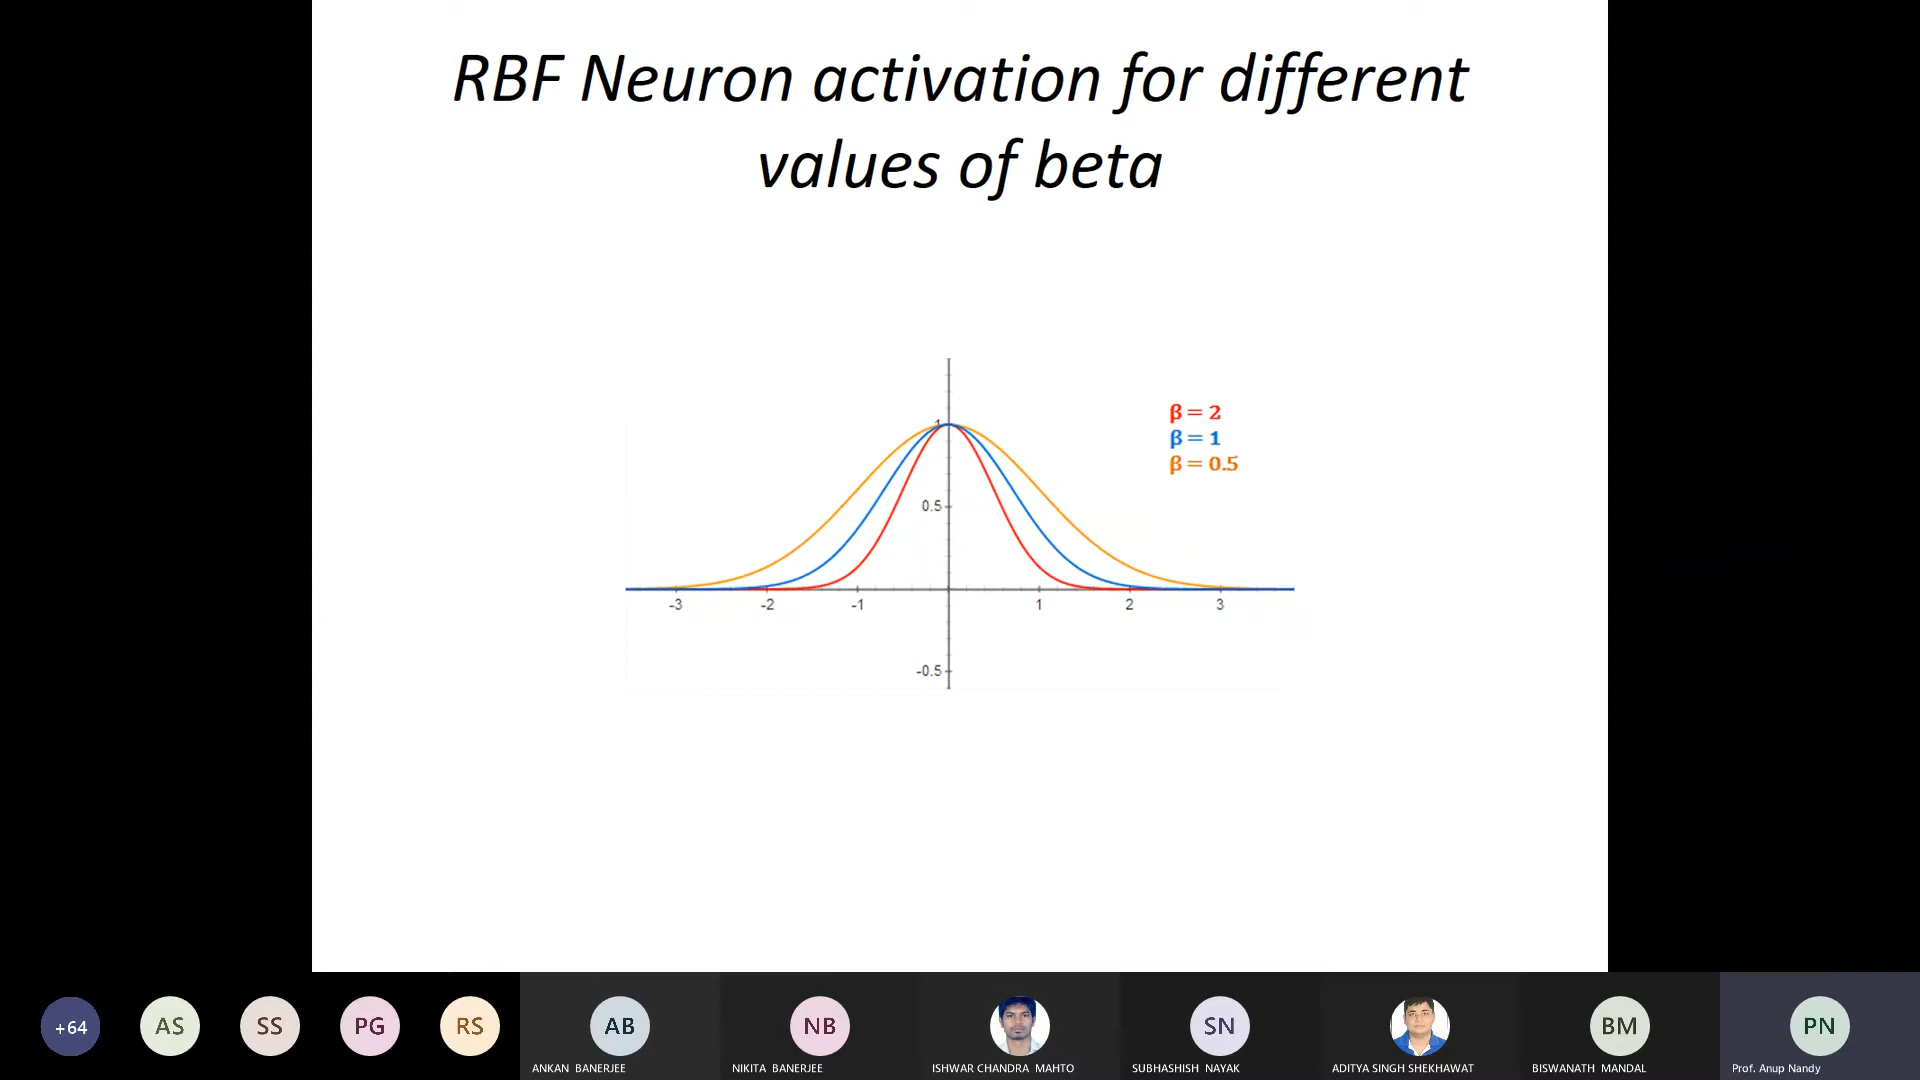 RBF Neuron activation for different
values of beta
β = 2
β = 1
β = 0.5
1
0.5
-3 -2 -1 1 2 3
-0.5
+64 AS SS PG RS AB NB SN BM PN
ANKAN BANERJEE NIKITA BANERJEE ISHWAR CHANDRA MAHTO SUBHASHISH NAYAK ADITYA SINGH SHEKHAWAT BISWANATH MANDAL Prof. Anup Nandy